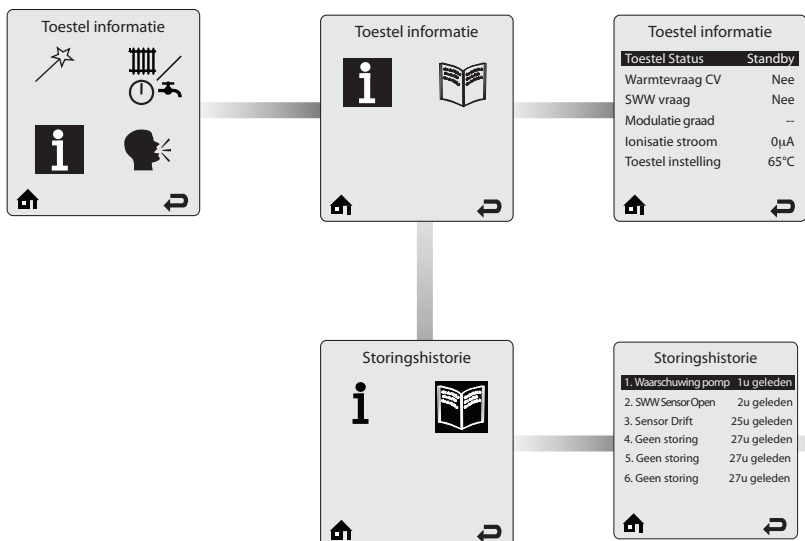 Toestel informatie
Toestel informatie
Toestel informatie
Toestel Status Standby
Warmtevraag CV Nee
SWW vraag Nee
Modulatie graad --
Ionisatie stroom 0µA
Toestel instelling 65°C
Storingshistorie
Storingshistorie
1. Waarschuwing pomp 1u geleden
2. SWW Sensor Open 2u geleden
3. Sensor Drift 25u geleden
4. Geen storing 27u geleden
5. Geen storing 27u geleden
6. Geen storing 27u geleden